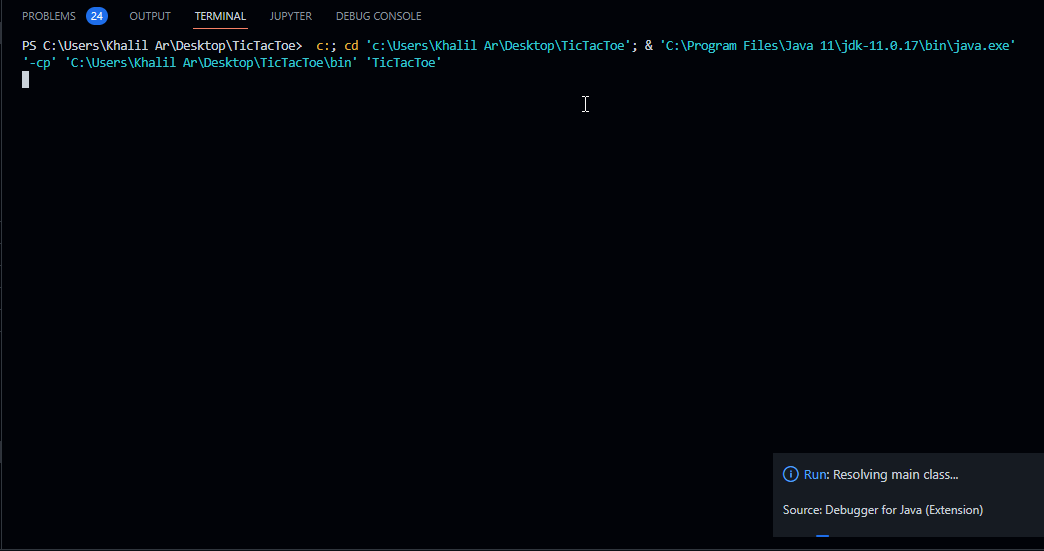 PROBLEMS 24 OUTPUT TERMINAL JUPYTER DEBUG CONSOLE
PS C:\Users\Khalil Ar\Desktop\TicTacToe>  c:; cd 'c:\Users\Khalil Ar\Desktop\TicTacToe'; & 'C:\Program Files\Java 11\jdk-11.0.17\bin\java.exe'
'-cp' 'C:\Users\Khalil Ar\Desktop\TicTacToe\bin' 'TicTacToe'
Run: Resolving main class...
Source: Debugger for Java (Extension)